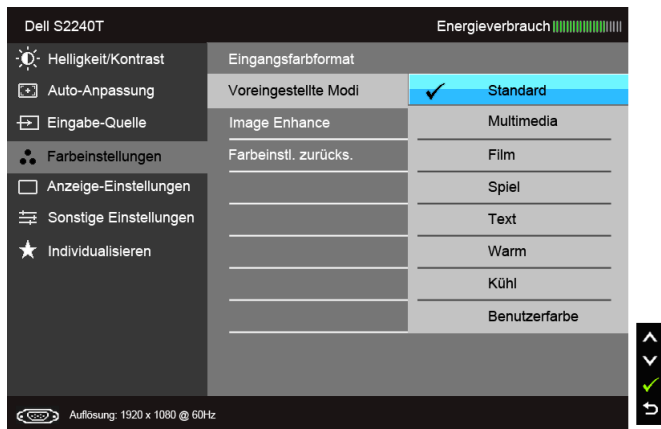 Dell S2240T
Energieverbrauch
Helligkeit/Kontrast
Auto-Anpassung
Eingabe-Quelle
Farbeinstellungen
Anzeige-Einstellungen
Sonstige Einstellungen
Individualisieren
Eingangsfarbformat
Voreingestellte Modi
Image Enhance
Farbeinstl. zurücks.
Standard
Multimedia
Film
Spiel
Text
Warm
Kühl
Benutzerfarbe
Auflösung: 1920 x 1080 @ 60Hz